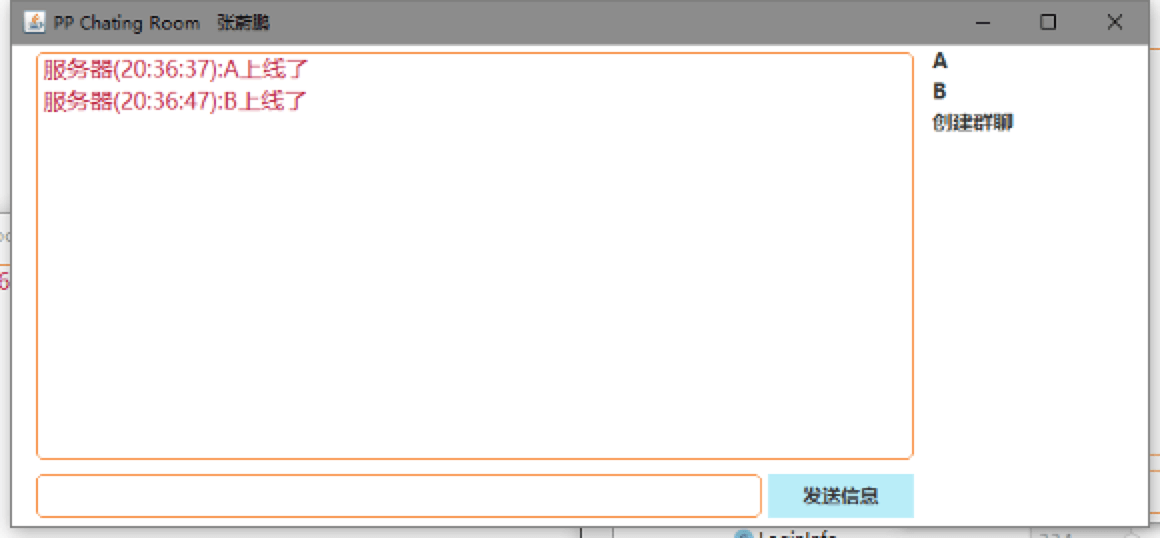 PP Chating Room 张蔚鹏
服务器(20:36:37):A上线了
服务器(20:36:47):B上线了
A
B
创建群聊
发送信息